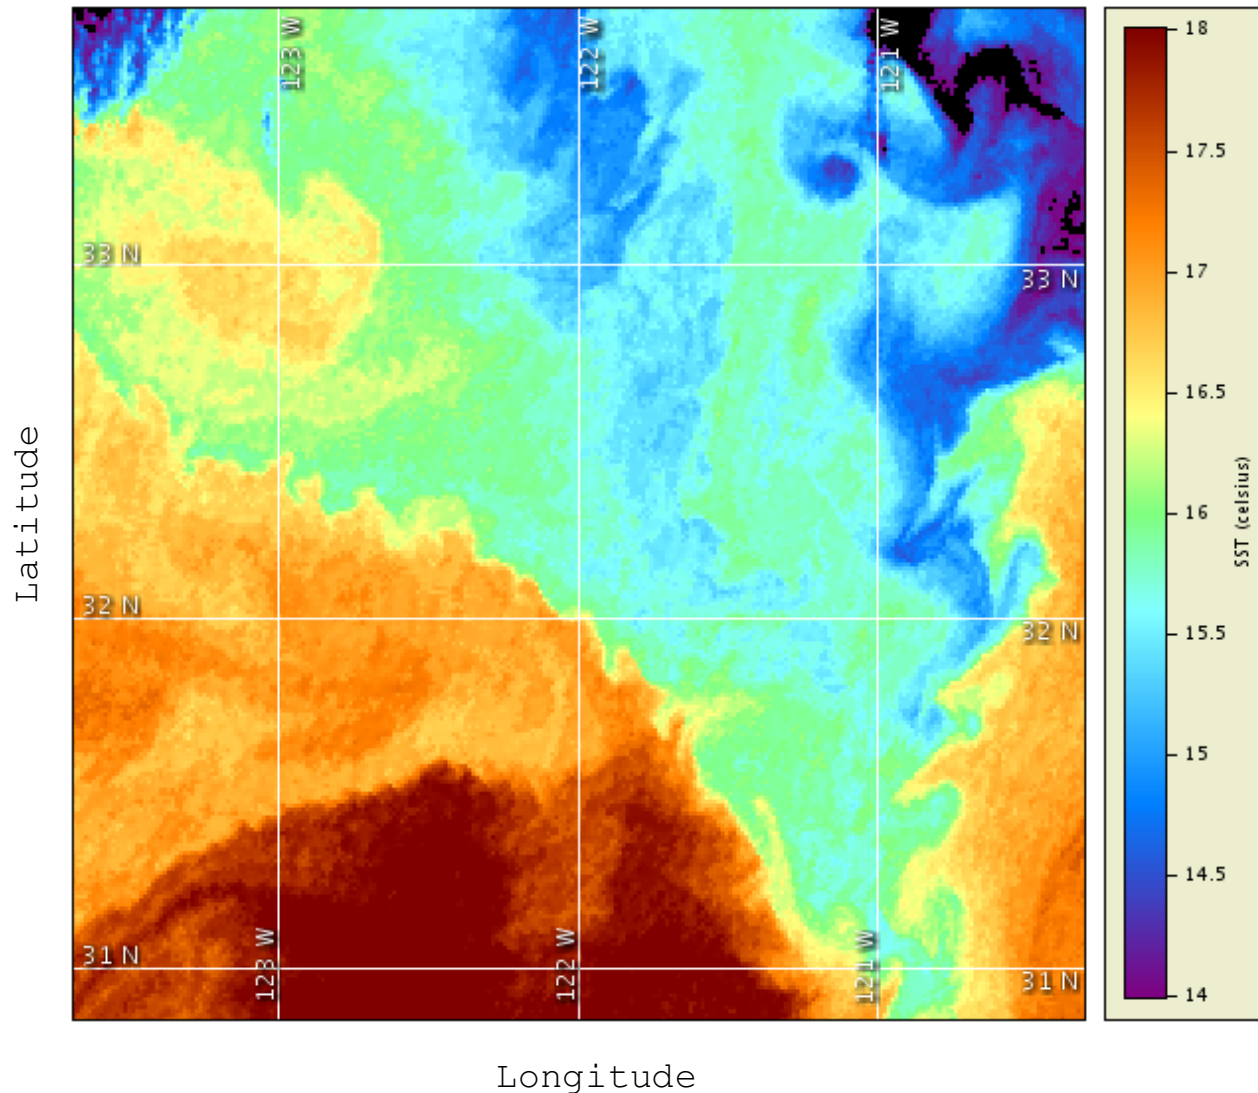 123 W
122 W
121 W
18
17.5
17
16.5
16
15.5
15
14.5
14
SST (celsius)
33 N
33 N
32 N
32 N
31 N
31 N
123 W
122 W
121 W
Latitude
Longitude